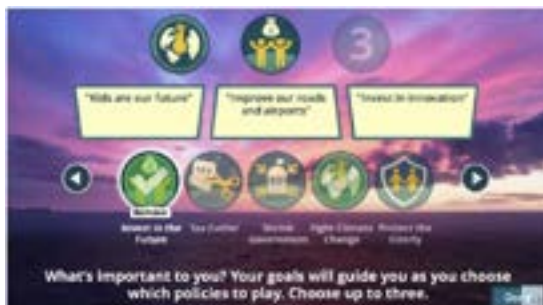 3
"Kids are our future"
"Improve our roads
and airports"
"Invest in innovation"
Remove
Invest in the
Future
Tax Cutter
Shrink
Government
Fight Climate
Change
Protect the
Elderly
What's important to you? Your goals will guide you as you choose
which policies to play. Choose up to three.